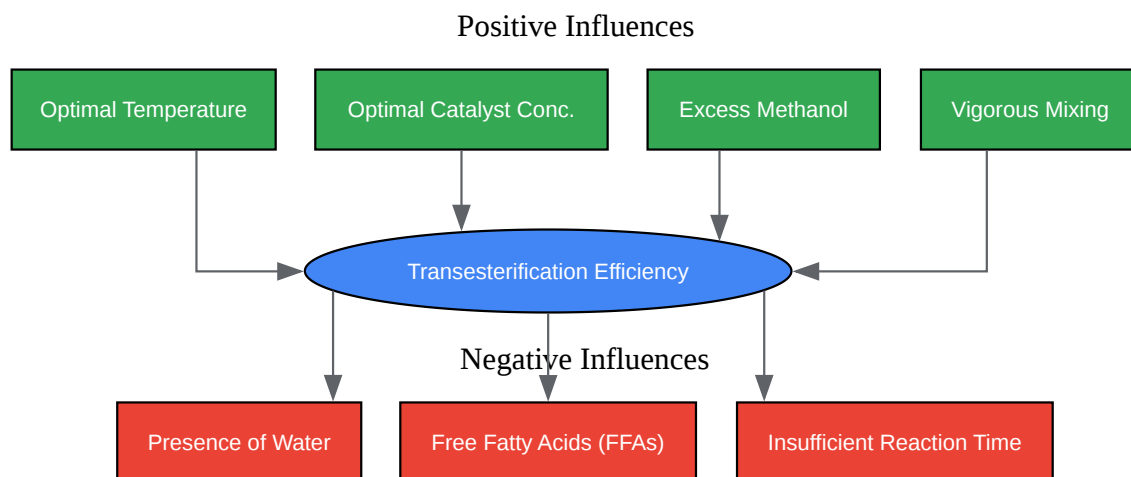 Positive Influences
Optimal Temperature
Optimal Catalyst Conc.
Excess Methanol
Vigorous Mixing
Transesterification Efficiency
Negative Influences
Presence of Water
Free Fatty Acids (FFAs)
Insufficient Reaction Time